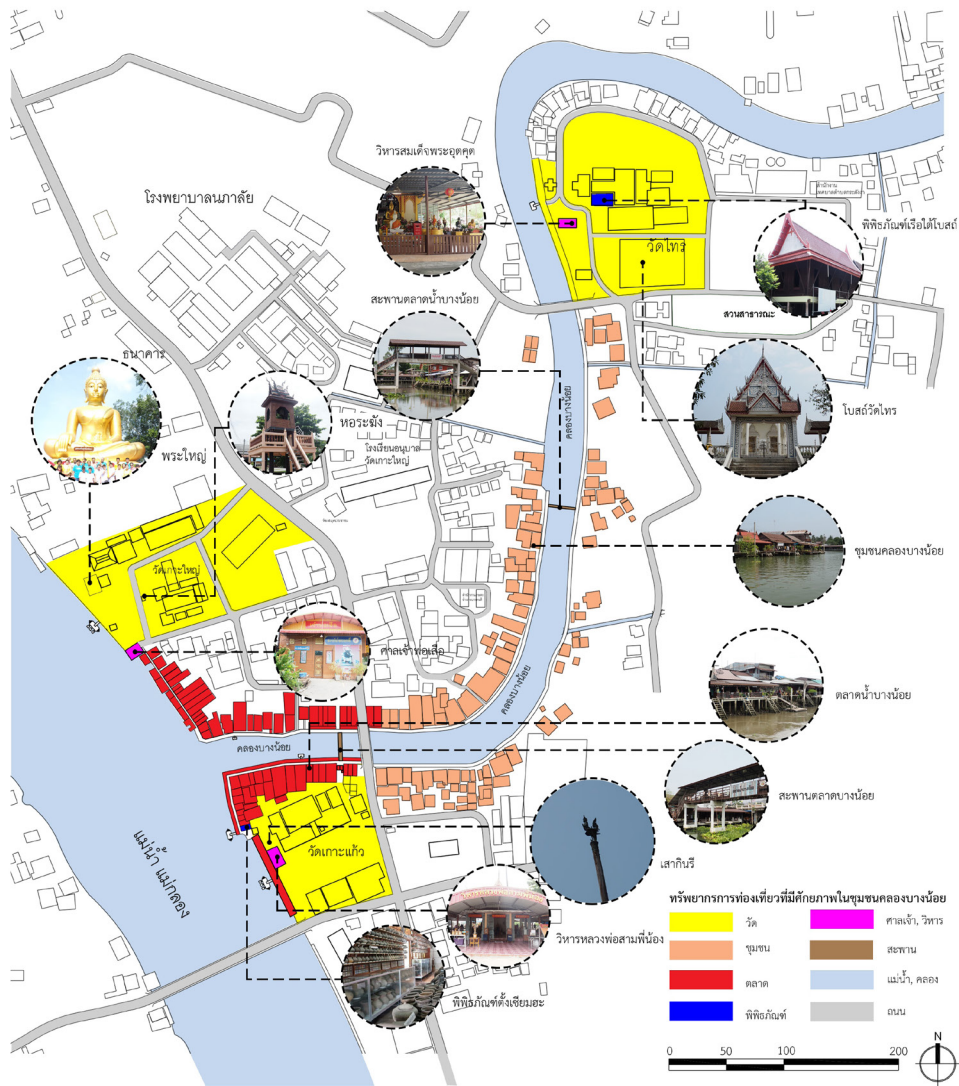 วิหารสมเด็จพระอุตคุต
โรงพยาบาลนภาลัย
สำนักงาน
พิพิธภัณฑ์เรือใต้โบสถ์
วัดไทร
สะพานตลาดน้ำบางน้อย
สวนสาธารณะ
ธนาคาร
คลองบางน้อย
โบสถ์วัดไทร
หอระฆัง
พระใหญ่
โรงเรียนอนุบาล
วัดเกาะใหญ่
ชุมชนคลองบางน้อย
วัดเกาะใหญ่
ศาลเจ้าพ่อเสือ
คลองบางน้อย
ตลาดน้ำบางน้อย
คลองบางน้อย
สะพานตลาดบางน้อย
แม่น้ำ แม่กลอง
วัดเกาะแก้ว
เสากินรี
วิหารหลวงพ่อสามพี่น้อง
พิพิธภัณฑ์ตั้งเซียมฮะ
ทรัพยากรการท่องเที่ยวที่มีศักยภาพในชุมชนคลองบางน้อย
วัด
ศาลเจ้า, วิหาร
ชุมชน
สะพาน
ตลาด
แม่น้ำ, คลอง
พิพิธภัณฑ์
ถนน
N
0 50 100 200